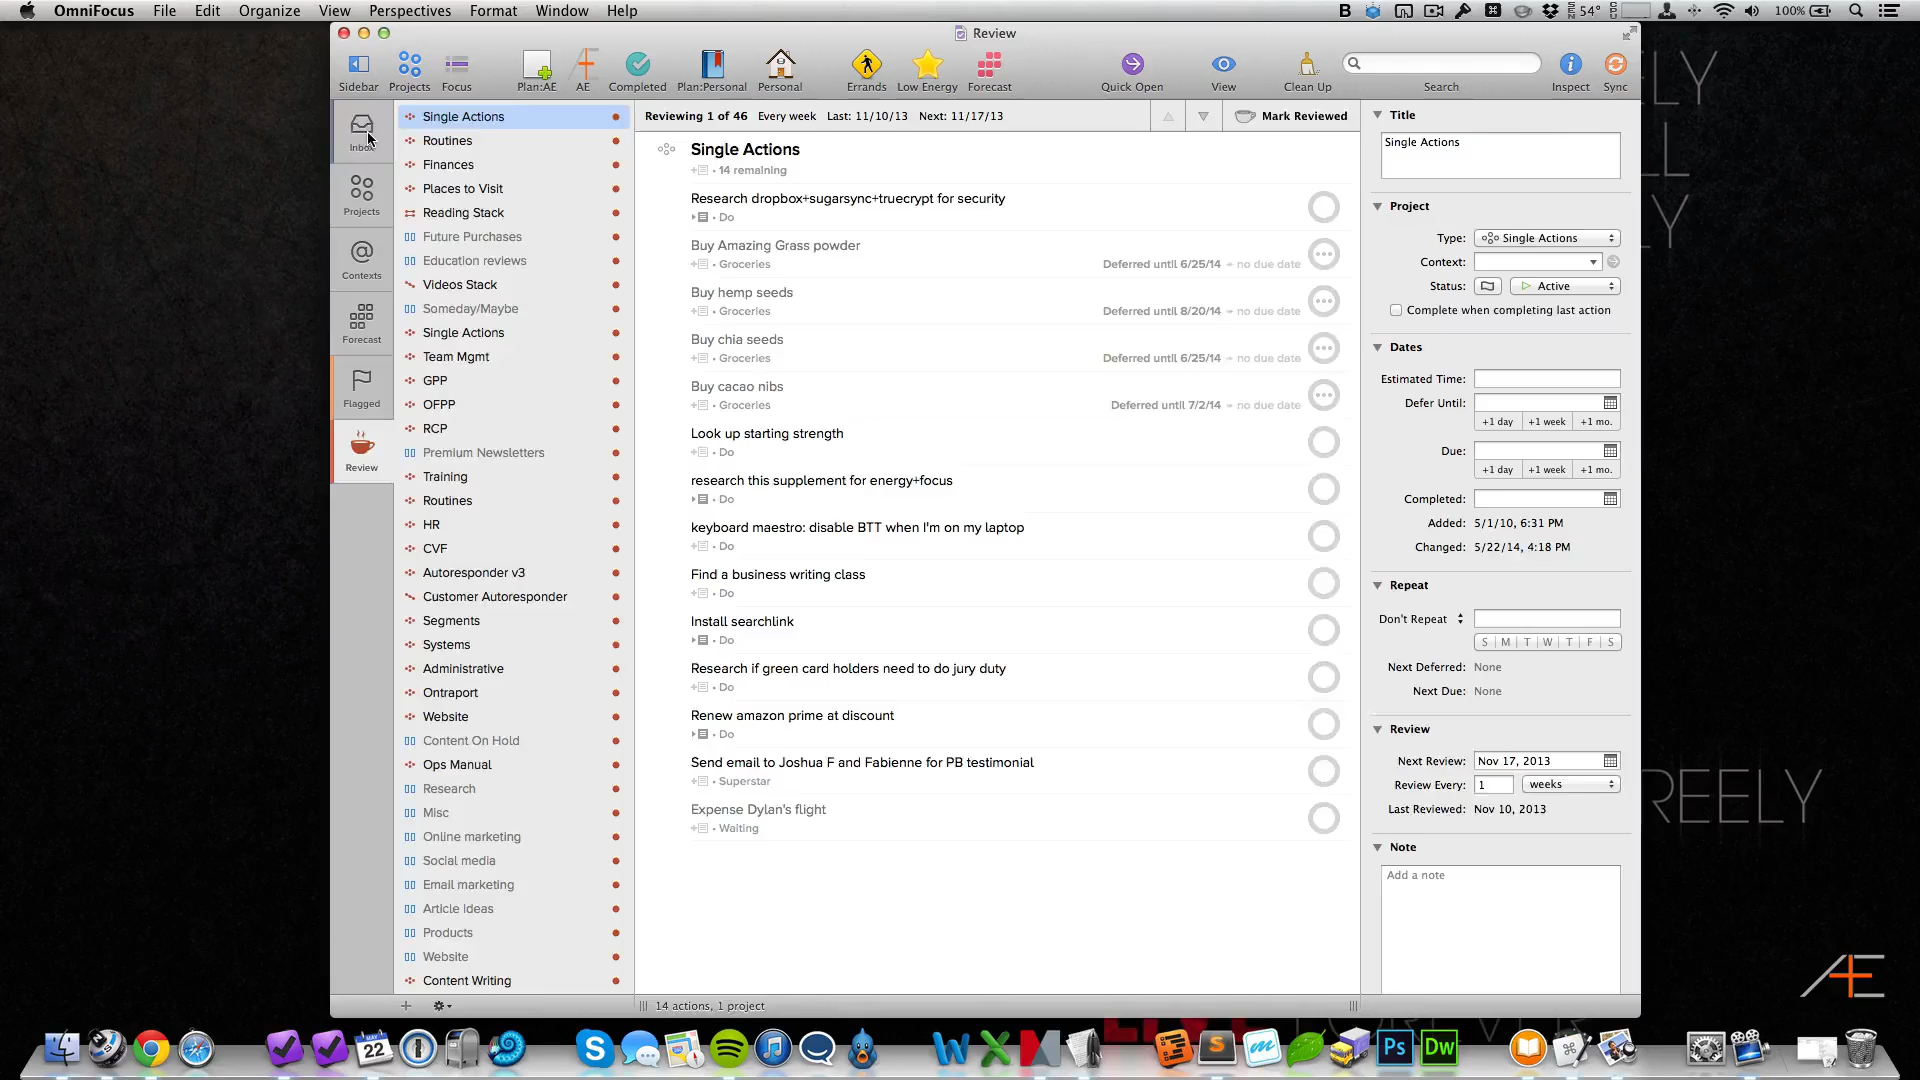 OmniFocus File Edit Organize View Perspectives Format Window Help
54° 100%
Review
Sidebar Projects Focus Plan:AE AE Completed Plan:Personal Personal Errands Low Energy Forecast Quick Open View Clean Up Search Inspect Sync
Inbox
Projects
Contexts
Forecast
Flagged
Review
Single Actions
Routines
Finances
Places to Visit
Reading Stack
Future Purchases
Education reviews
Videos Stack
Someday/Maybe
Single Actions
Team Mgmt
GPP
OFPP
RCP
Premium Newsletters
Training
Routines
HR
CVF
Autoresponder v3
Customer Autoresponder
Segments
Systems
Administrative
Ontraport
Website
Content On Hold
Ops Manual
Research
Misc
Online marketing
Social media
Email marketing
Article Ideas
Products
Website
Content Writing
Reviewing 1 of 46 Every week Last: 11/10/13 Next: 11/17/13 Mark Reviewed
Single Actions
14 remaining
Research dropbox+sugarsync+truecrypt for security
Do
Buy Amazing Grass powder
Groceries Deferred until 6/25/14 no due date
Buy hemp seeds
Groceries Deferred until 8/20/14 no due date
Buy chia seeds
Groceries Deferred until 6/25/14 no due date
Buy cacao nibs
Groceries Deferred until 7/2/14 no due date
Look up starting strength
Do
research this supplement for energy+focus
Do
keyboard maestro: disable BTT when I'm on my laptop
Do
Find a business writing class
Do
Install searchlink
Do
Research if green card holders need to do jury duty
Do
Renew amazon prime at discount
Do
Send email to Joshua F and Fabienne for PB testimonial
Superstar
Expense Dylan's flight
Waiting
14 actions, 1 project
Title
Single Actions
Project
Type: Single Actions
Context:
Status: Active
Complete when completing last action
Dates
Estimated Time:
Defer Until:
+1 day +1 week +1 mo.
Due:
+1 day +1 week +1 mo.
Completed:
Added: 5/1/10, 6:31 PM
Changed: 5/22/14, 4:18 PM
Repeat
Don't Repeat
S M T W T F S
Next Deferred: None
Next Due: None
Review
Next Review: Nov 17, 2013
Review Every: 1 weeks
Last Reviewed: Nov 10, 2013
Note
Add a note
AE
22
Ps
Dw